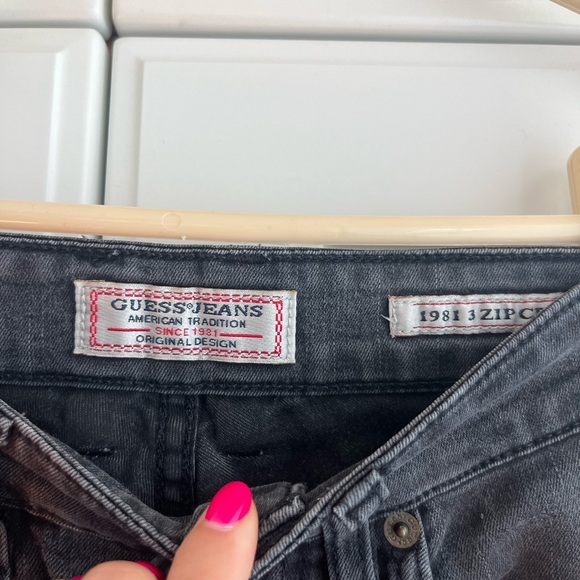 GUESS JEANS
AMERICAN TRADITION
SINCE 1981
ORIGINAL DESIGN
1981 3 ZIP